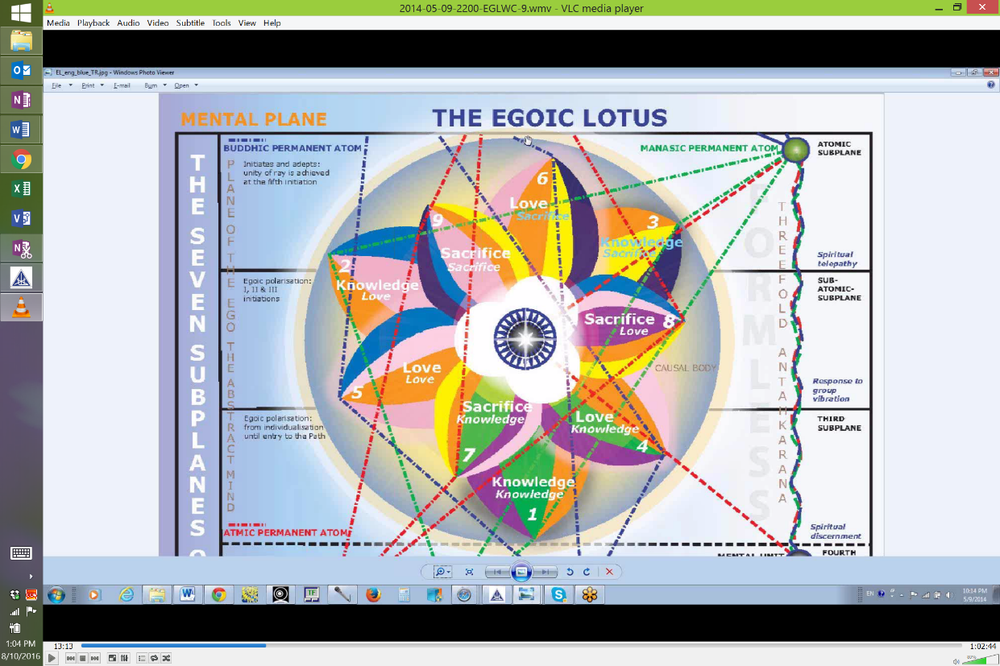 2014-05-09-2200-EGLWC-9.wmv - VLC media player
Media Playback Audio Video Subtitle Tools View Help
EL_eng_blue_TR.jpg - Windows Photo Viewer
File Print E-mail Burn Open
MENTAL PLANE
THE EGOIC LOTUS
THE SEVEN SUBPLANES
BUDDHIC PERMANENT ATOM
PLANE OF THE EGO THE ABSTRACT MIND
Initiates and adepts:
unity of ray is achieved
at the fifth initiation
Egoic polarisation:
I, II & III
initiations
Egoic polarisation:
from individualisation
until entry to the Path
ATMIC PERMANENT ATOM
MANASIC PERMANENT ATOM
6
Love
Sacrifice
3
Knowledge
Sacrifice
9
Sacrifice
Sacrifice
2
Knowledge
Love
Sacrifice 8
Love
CAUSAL BODY
Love
Love
5
Sacrifice
Knowledge
7
Love
Knowledge
4
Knowledge
Knowledge
1
FORMLESS
THREEFOLD ANTAHKARANA
ATOMIC
SUBPLANE
Spiritual
telepathy
SUB-
ATOMIC-
SUBPLANE
Response to
group
vibration
THIRD
SUBPLANE
Spiritual
discernment
MENTAL UNIT
FOURTH
EN
10:14 PM
5/9/2014
1:04 PM
8/10/2016
13:13
1:02:44
80%